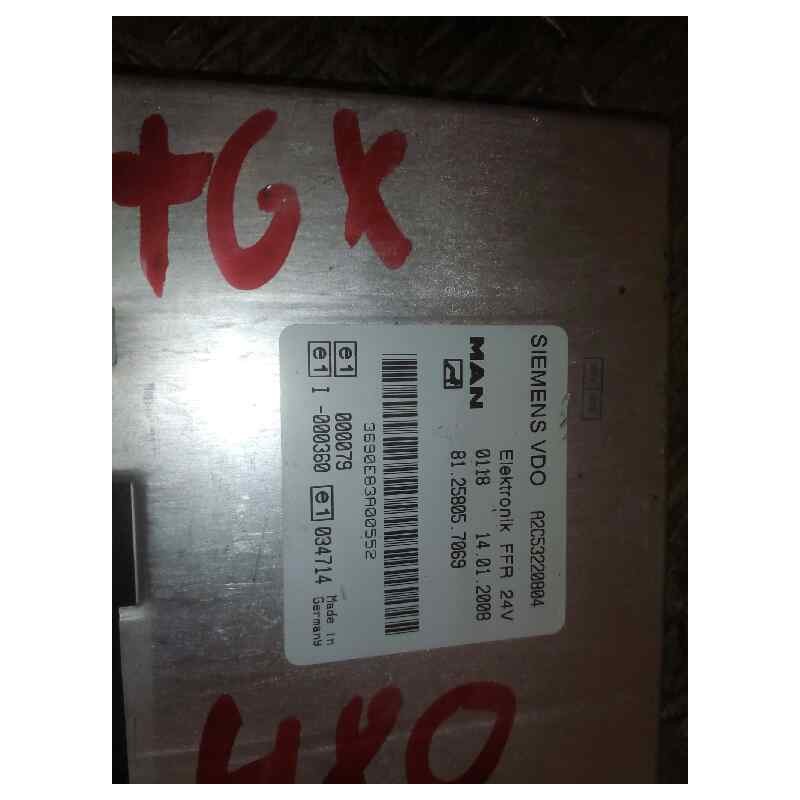 TGX
SIEMENS VDO A2C53220804
Elektronik FFR 24V
MAN 0118 14.01.2008
81.25805.7069
3690E83A00552
e1 000079
e1 I -000360 e1 034714 Made in
Germany
480